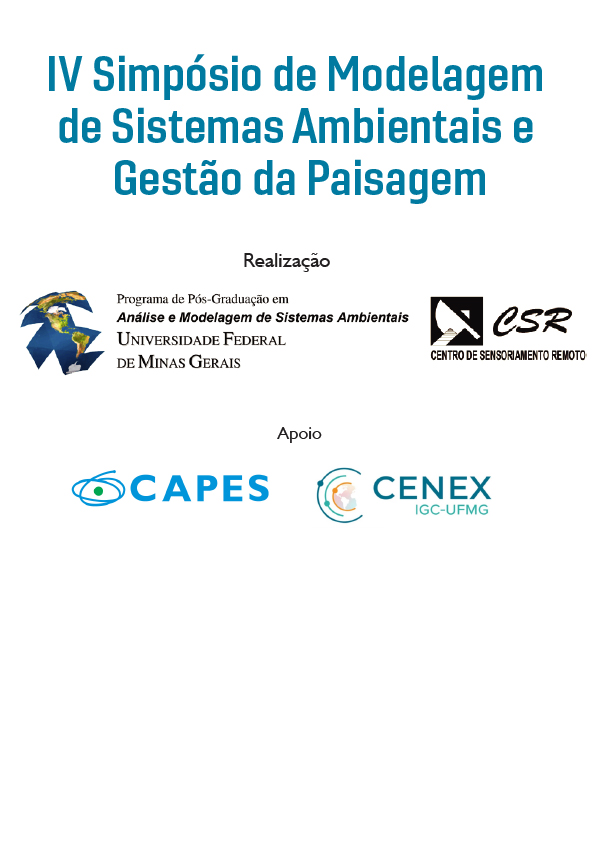 IV Simpósio de Modelagem
de Sistemas Ambientais e
Gestão da Paisagem
Realização
Programa de Pós-Graduação em
Análise e Modelagem de Sistemas Ambientais
UNIVERSIDADE FEDERAL
DE MINAS GERAIS
CSR
CENTRO DE SENSORIAMENTO REMOTO
Apoio
CAPES
CENEX
IGC-UFMG